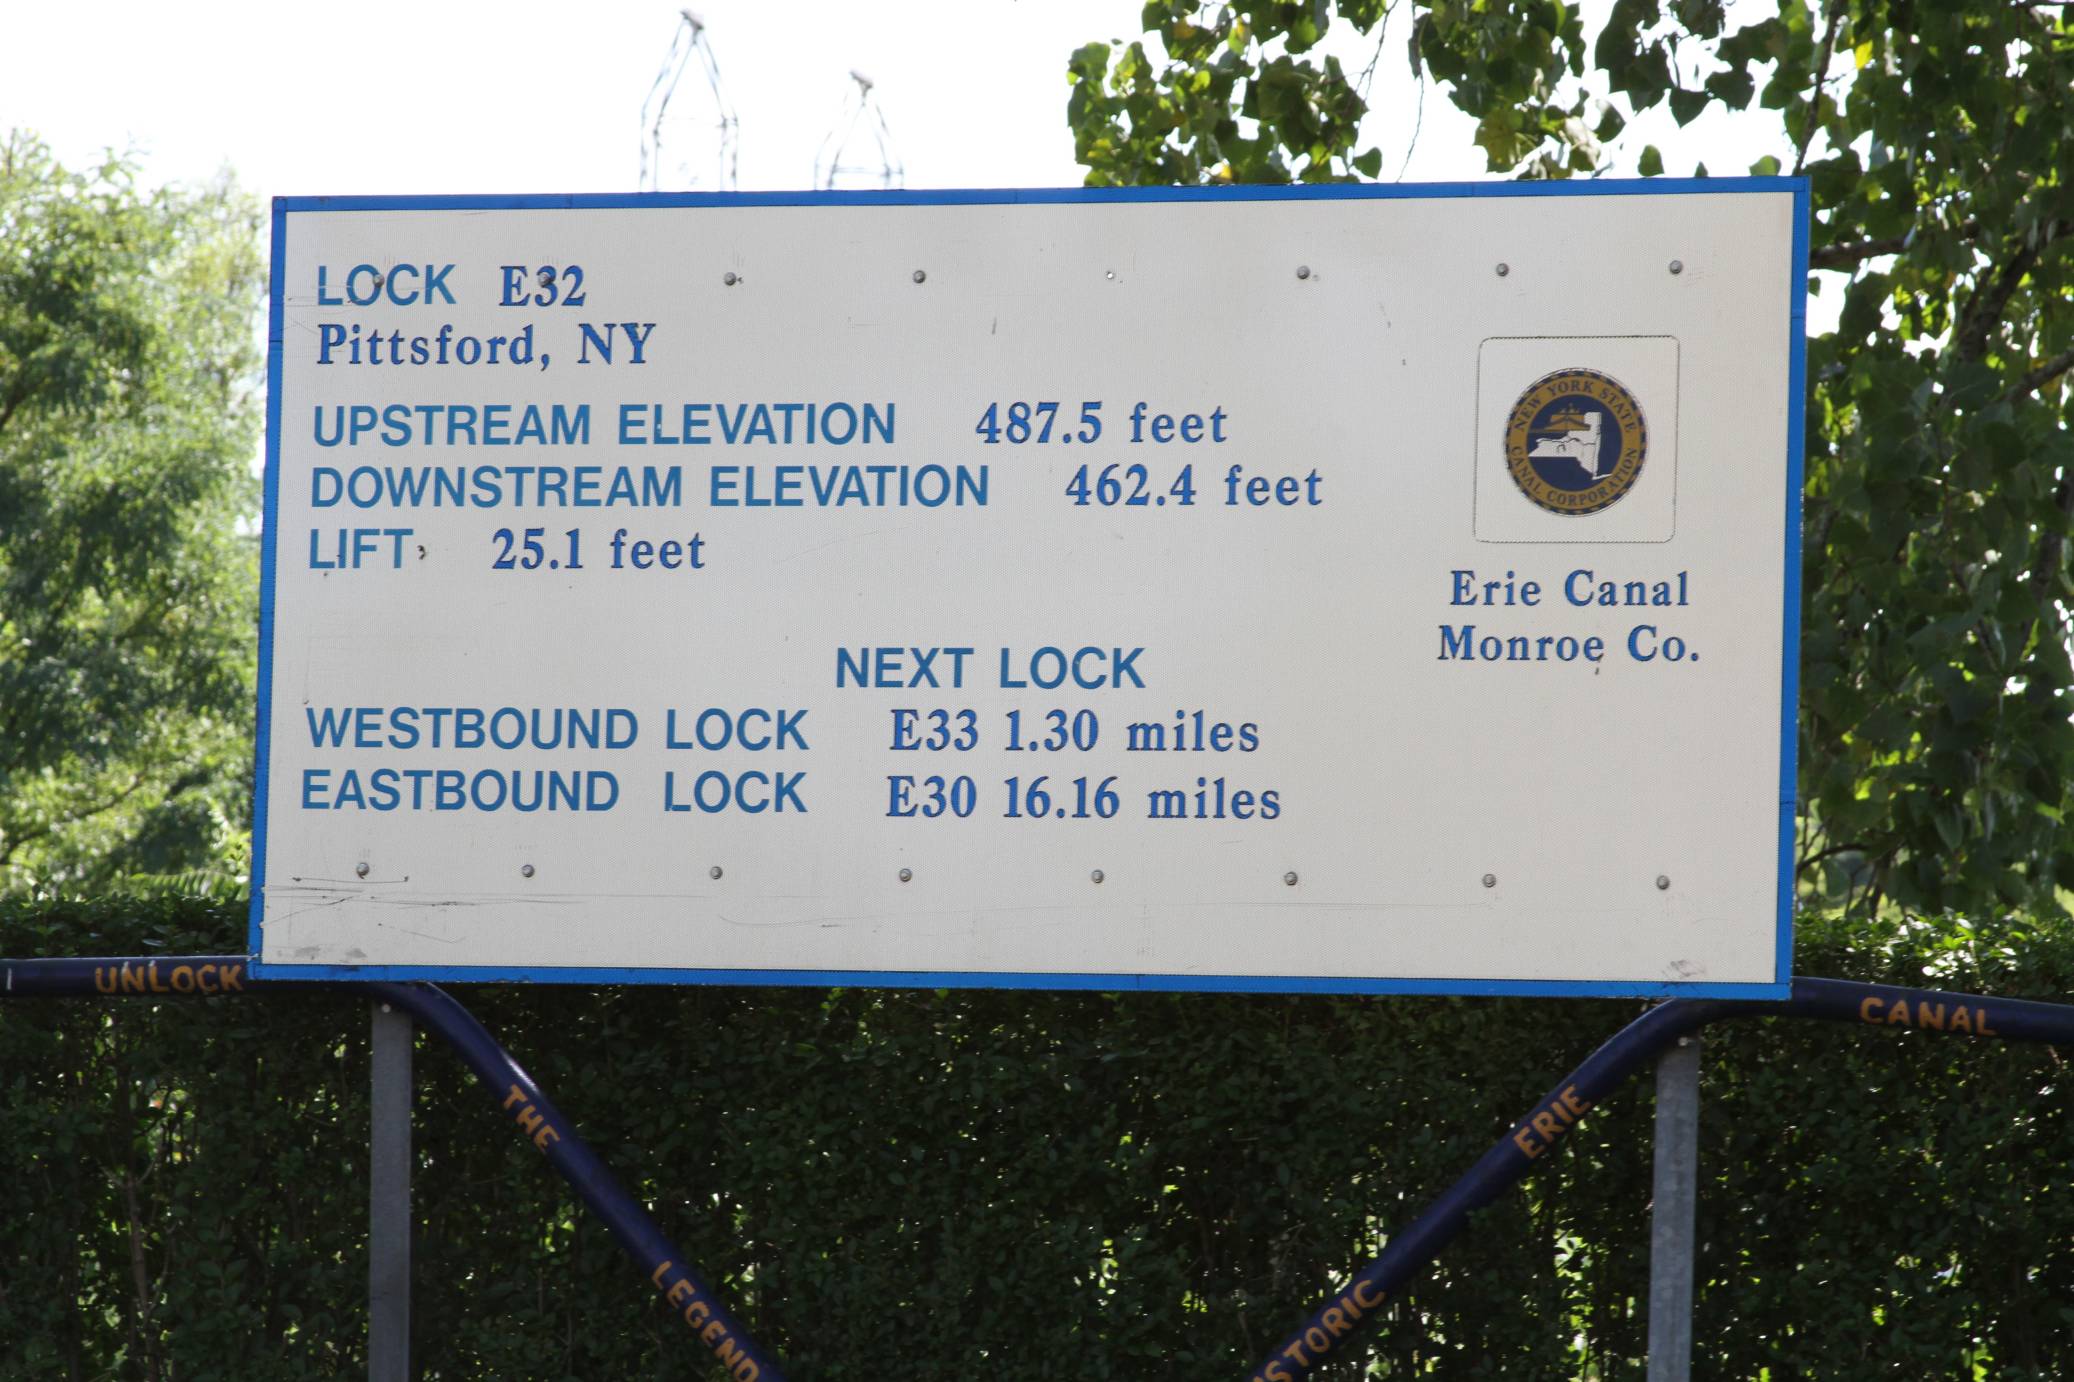 LOCK E32
Pittsford, NY
UPSTREAM ELEVATION 487.5 feet
DOWNSTREAM ELEVATION 462.4 feet
LIFT 25.1 feet
NEW YORK STATE
CANAL CORPORATION
Erie Canal
Monroe Co.
NEXT LOCK
WESTBOUND LOCK E33 1.30 miles
EASTBOUND LOCK E30 16.16 miles
UNLOCK
THE
LEGEND
ISTORIC
ERIE
CANAL